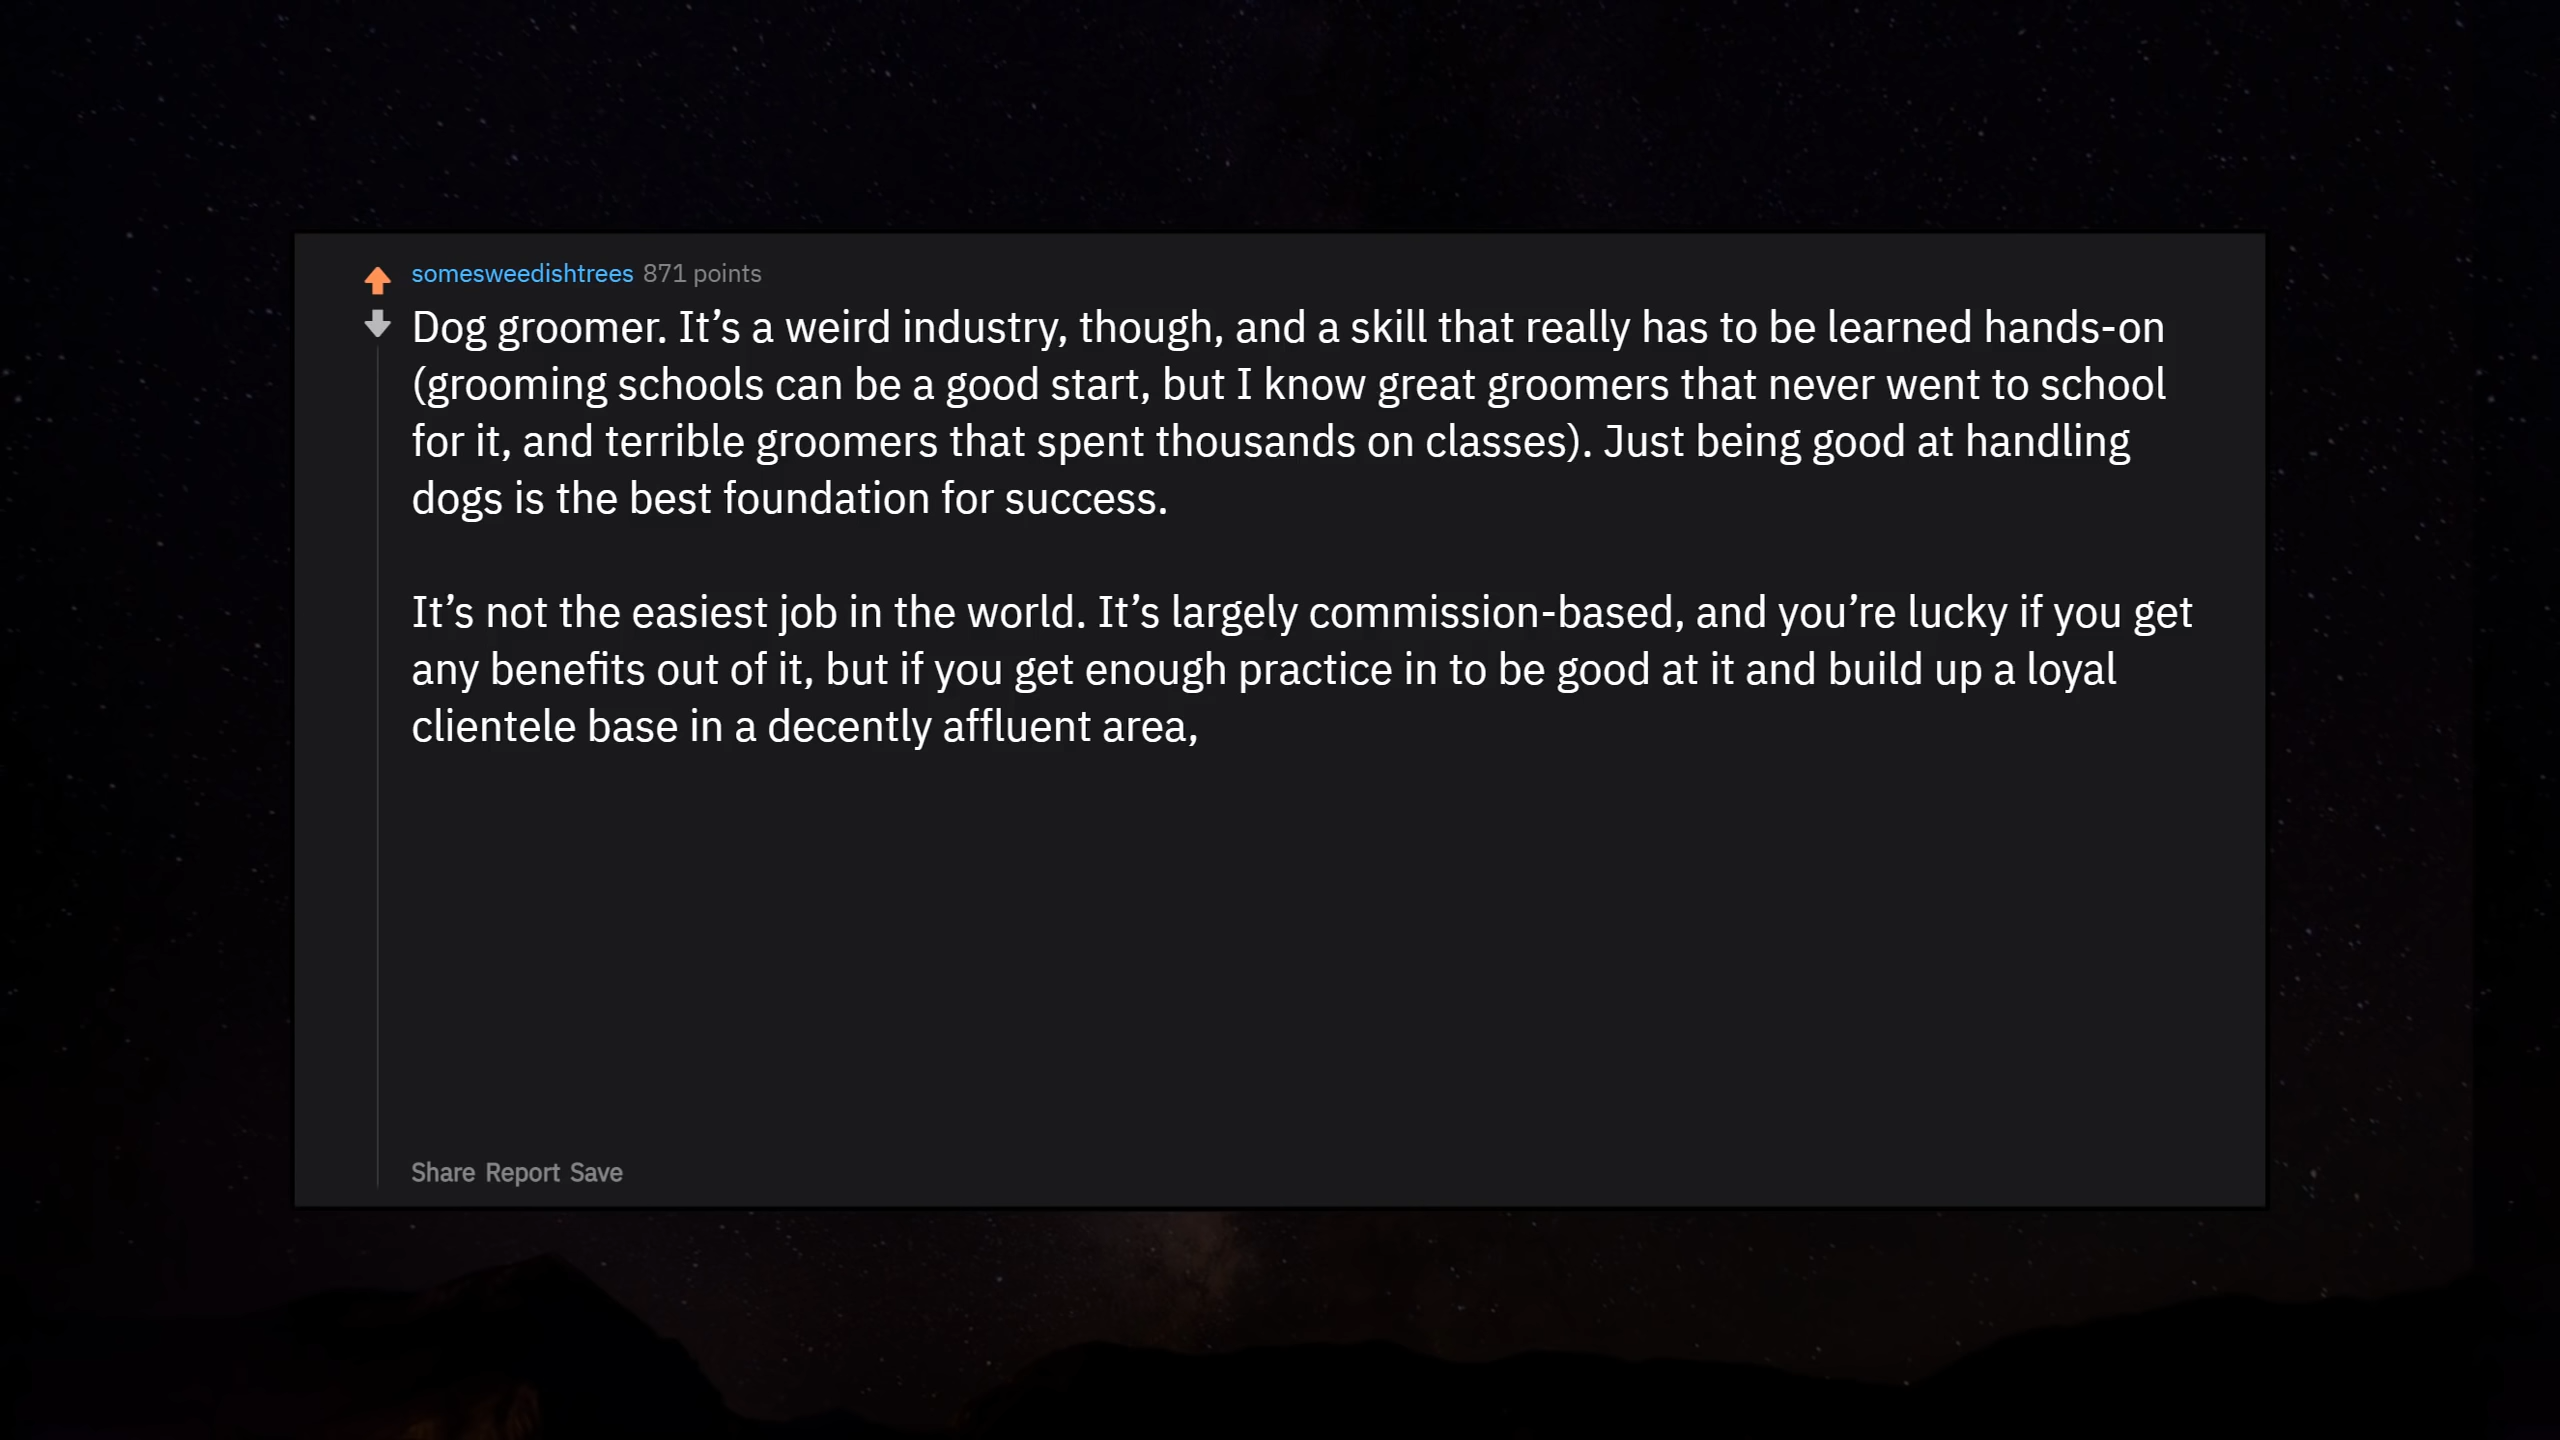 somesweedishtrees 871 points
Dog groomer. It’s a weird industry, though, and a skill that really has to be learned hands-on
(grooming schools can be a good start, but I know great groomers that never went to school
for it, and terrible groomers that spent thousands on classes). Just being good at handling
dogs is the best foundation for success.
It’s not the easiest job in the world. It’s largely commission-based, and you’re lucky if you get
any benefits out of it, but if you get enough practice in to be good at it and build up a loyal
clientele base in a decently affluent area,
Share Report Save